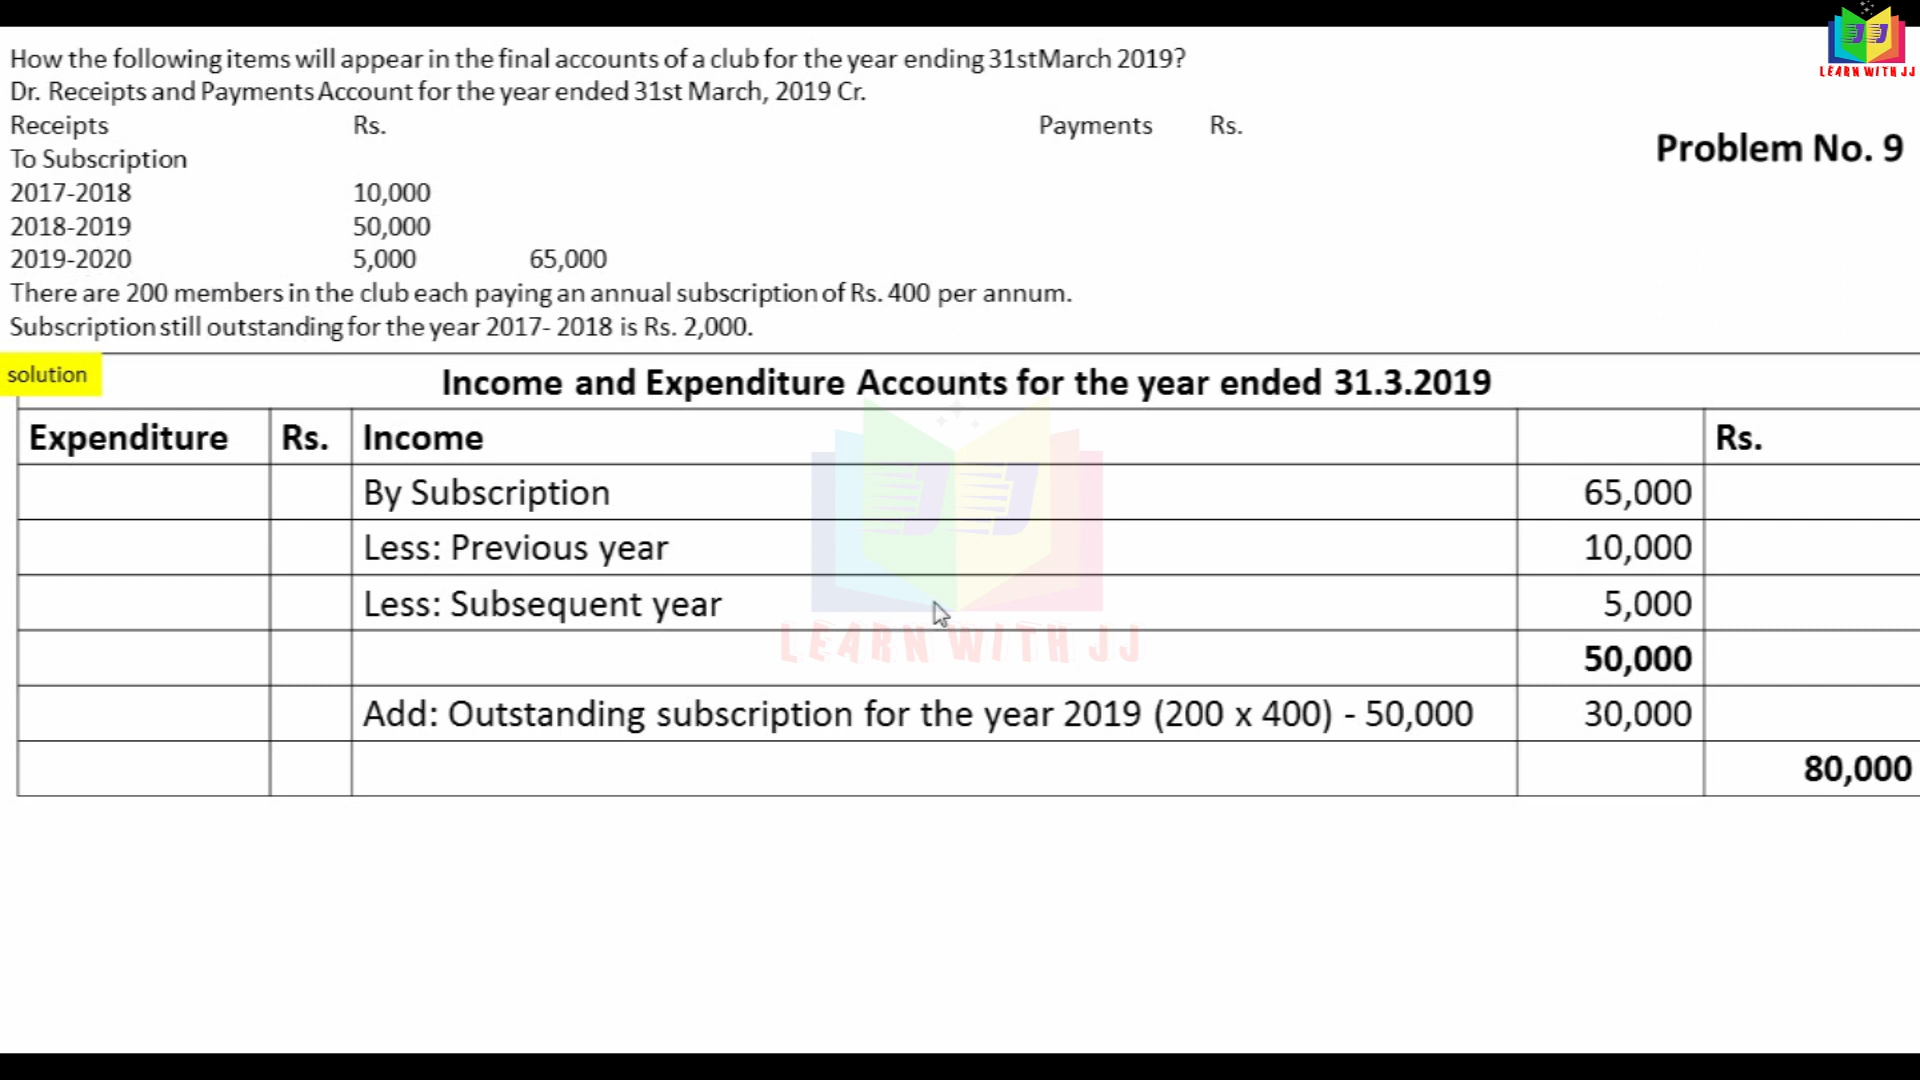 LEARN WITH JJ
How the following items will appear in the final accounts of a club for the year ending 31stMarch 2019?
Dr. Receipts and Payments Account for the year ended 31st March, 2019 Cr.
Receipts Rs. Payments Rs.
Problem No. 9
To Subscription
2017-2018 10,000
2018-2019 50,000
2019-2020 5,000 65,000
There are 200 members in the club each paying an annual subscription of Rs. 400 per annum.
Subscription still outstanding for the year 2017- 2018 is Rs. 2,000.
solution
Income and Expenditure Accounts for the year ended 31.3.2019
Expenditure Rs. Income Rs.
By Subscription 65,000
Less: Previous year 10,000
Less: Subsequent year 5,000
LEARN WITH JJ
50,000
Add: Outstanding subscription for the year 2019 (200 x 400) - 50,000 30,000
80,000